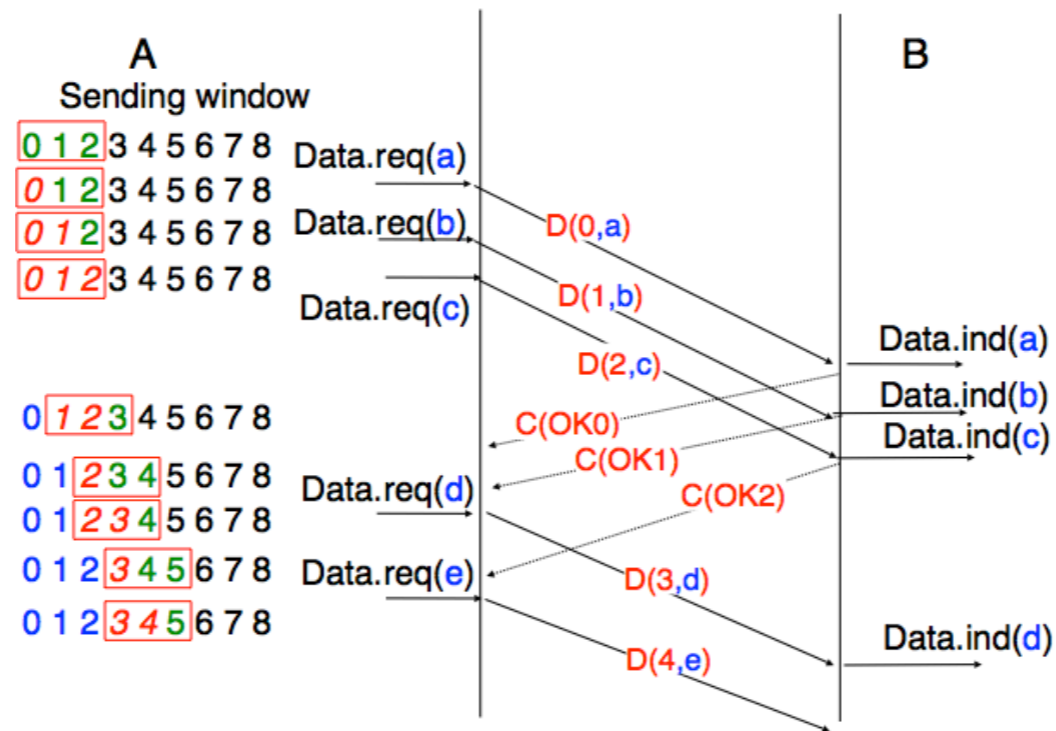 A
B
Sending window
0 1 2 3 4 5 6 7 8
Data.req(a)
0 1 2 3 4 5 6 7 8
Data.req(b)
D(0,a)
0 1 2 3 4 5 6 7 8
0 1 2 3 4 5 6 7 8
D(1,b)
Data.req(c)
Data.ind(a)
D(2,c)
Data.ind(b)
0 1 2 3 4 5 6 7 8
C(OK0)
Data.ind(c)
C(OK1)
0 1 2 3 4 5 6 7 8
Data.req(d)
C(OK2)
0 1 2 3 4 5 6 7 8
0 1 2 3 4 5 6 7 8
Data.req(e)
D(3,d)
0 1 2 3 4 5 6 7 8
Data.ind(d)
D(4,e)